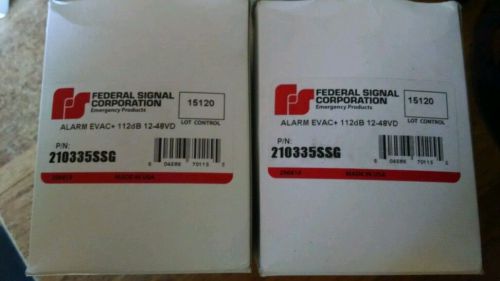 FEDERAL SIGNAL
CORPORATION
Emergency Products
15120
LOT CONTROL
ALARM EVAC+ 112dB 12-48VD
P/N:
210335SSG
MADE IN USA
FEDERAL SIGNAL
CORPORATION
Emergency Products
15120
LOT CONTROL
ALARM EVAC+ 112dB 12-48VD
P/N:
210335SSG
MADE IN USA